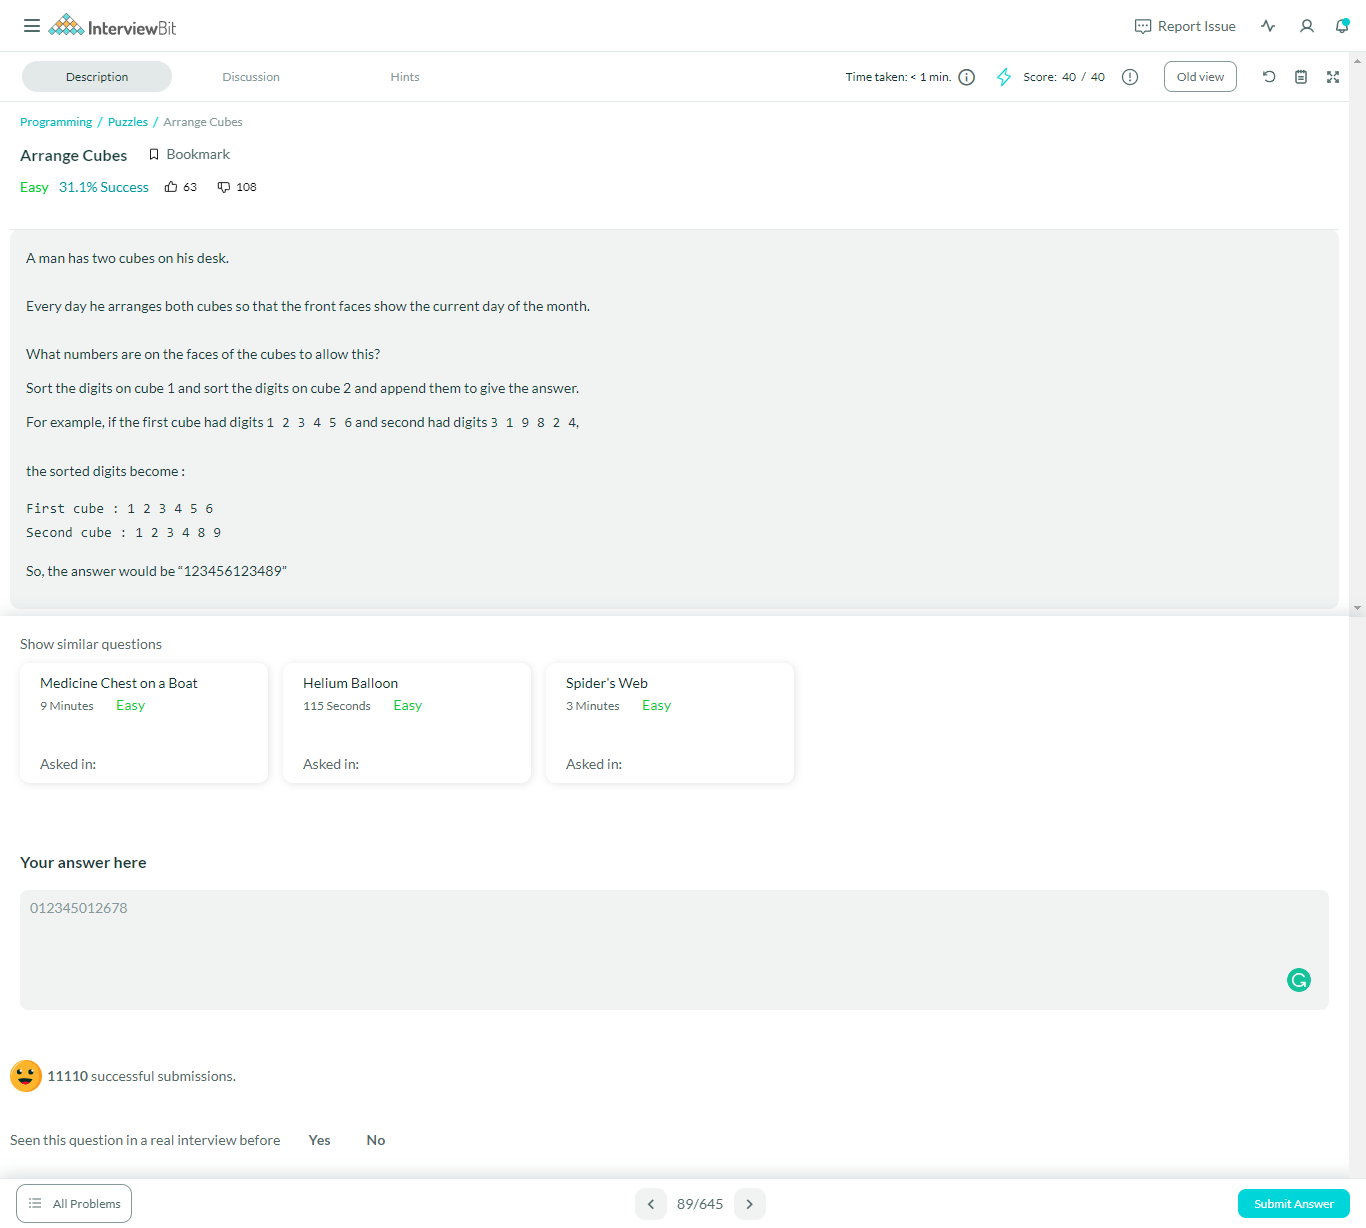 InterviewBit
Report Issue
Description
Discussion
Hints
Time taken: < 1 min.
Score: 40 / 40
Old view
Programming / Puzzles / Arrange Cubes
Arrange Cubes
Bookmark
Easy 31.1% Success 63 108
A man has two cubes on his desk.
Every day he arranges both cubes so that the front faces show the current day of the month.
What numbers are on the faces of the cubes to allow this?
Sort the digits on cube 1 and sort the digits on cube 2 and append them to give the answer.
For example, if the first cube had digits 1 2 3 4 5 6 and second had digits 3 1 9 8 2 4,
the sorted digits become :
First cube : 1 2 3 4 5 6
Second cube : 1 2 3 4 8 9
So, the answer would be “123456123489”
Show similar questions
Medicine Chest on a Boat
9 Minutes Easy
Asked in:
Helium Balloon
115 Seconds Easy
Asked in:
Spider's Web
3 Minutes Easy
Asked in:
Your answer here
012345012678
11110 successful submissions.
Seen this question in a real interview before Yes No
All Problems
89/645
Submit Answer